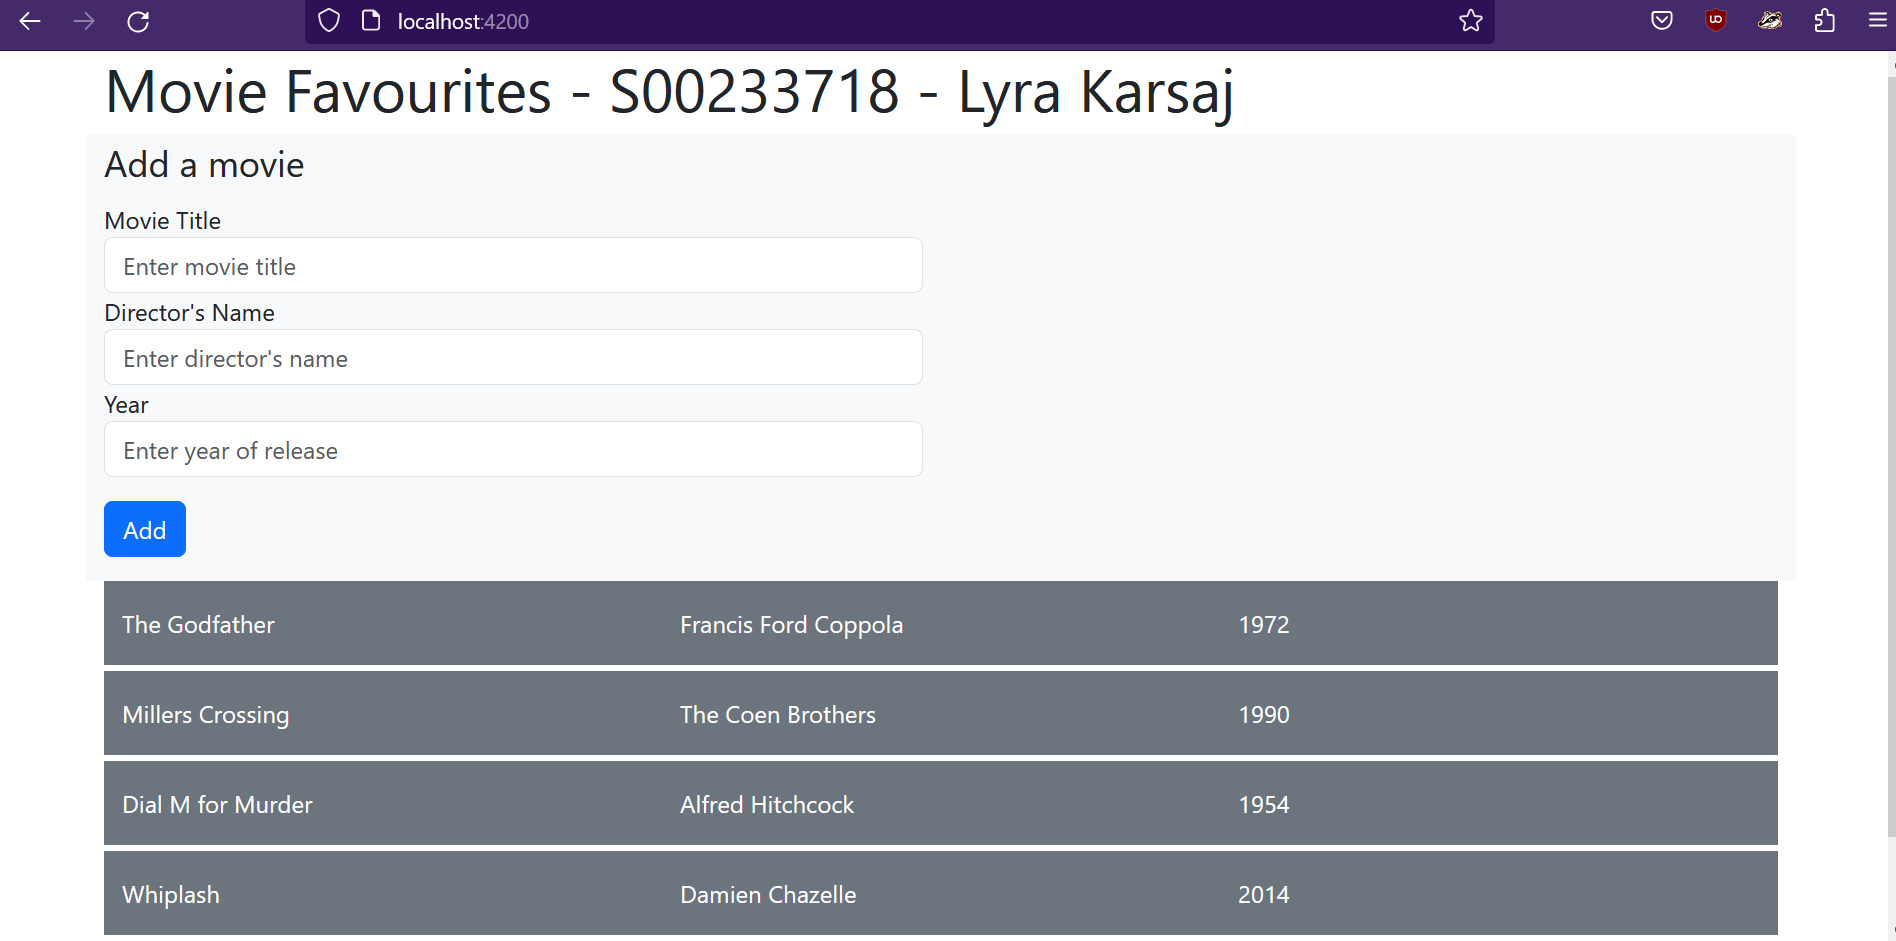 localhost:4200
Movie Favourites - S00233718 - Lyra Karsaj
Add a movie
Movie Title
Enter movie title
Director's Name
Enter director's name
Year
Enter year of release
Add
The Godfather Francis Ford Coppola 1972
Millers Crossing The Coen Brothers 1990
Dial M for Murder Alfred Hitchcock 1954
Whiplash Damien Chazelle 2014